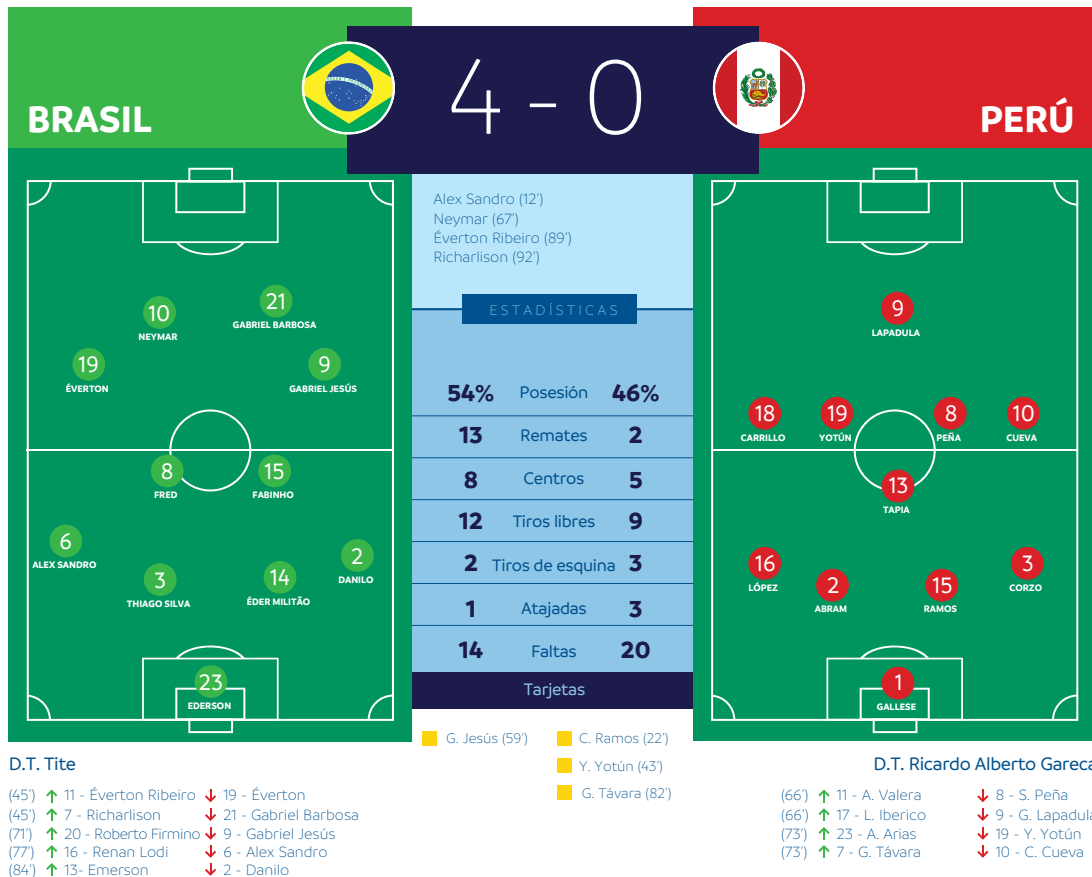 BRASIL
4 - 0
PERÚ
Alex Sandro (12')
Neymar (67')
Éverton Ribeiro (89')
Richarlison (92')
ESTADÍSTICAS
54% Posesión 46%
13 Remates 2
8 Centros 5
12 Tiros libres 9
2 Tiros de esquina 3
1 Atajadas 3
14 Faltas 20
Tarjetas
G. Jesús (59')
C. Ramos (22')
Y. Yotún (43')
G. Távara (82')
21
GABRIEL BARBOSA
10
NEYMAR
19
ÉVERTON
9
GABRIEL JESÚS
8
FRED
15
FABINHO
6
ALEX SANDRO
3
THIAGO SILVA
14
ÉDER MILITÃO
2
DANILO
23
EDERSON
9
LAPADULA
18
CARRILLO
19
YOTÚN
8
PEÑA
10
CUEVA
13
TAPIA
16
LÓPEZ
2
ABRAM
15
RAMOS
3
CORZO
1
GALLESE
D.T. Tite
(45') 11 - Éverton Ribeiro 19 - Éverton
(45') 7 - Richarlison 21 - Gabriel Barbosa
(71') 20 - Roberto Firmino 9 - Gabriel Jesús
(77') 16 - Renan Lodi 6 - Alex Sandro
(84') 13- Emerson 2 - Danilo
D.T. Ricardo Alberto Gareca
(66') 11 - A. Valera 8 - S. Peña
(66') 17 - L. Iberico 9 - G. Lapadula
(73') 23 - A. Arias 19 - Y. Yotún
(73') 7 - G. Távara 10 - C. Cueva